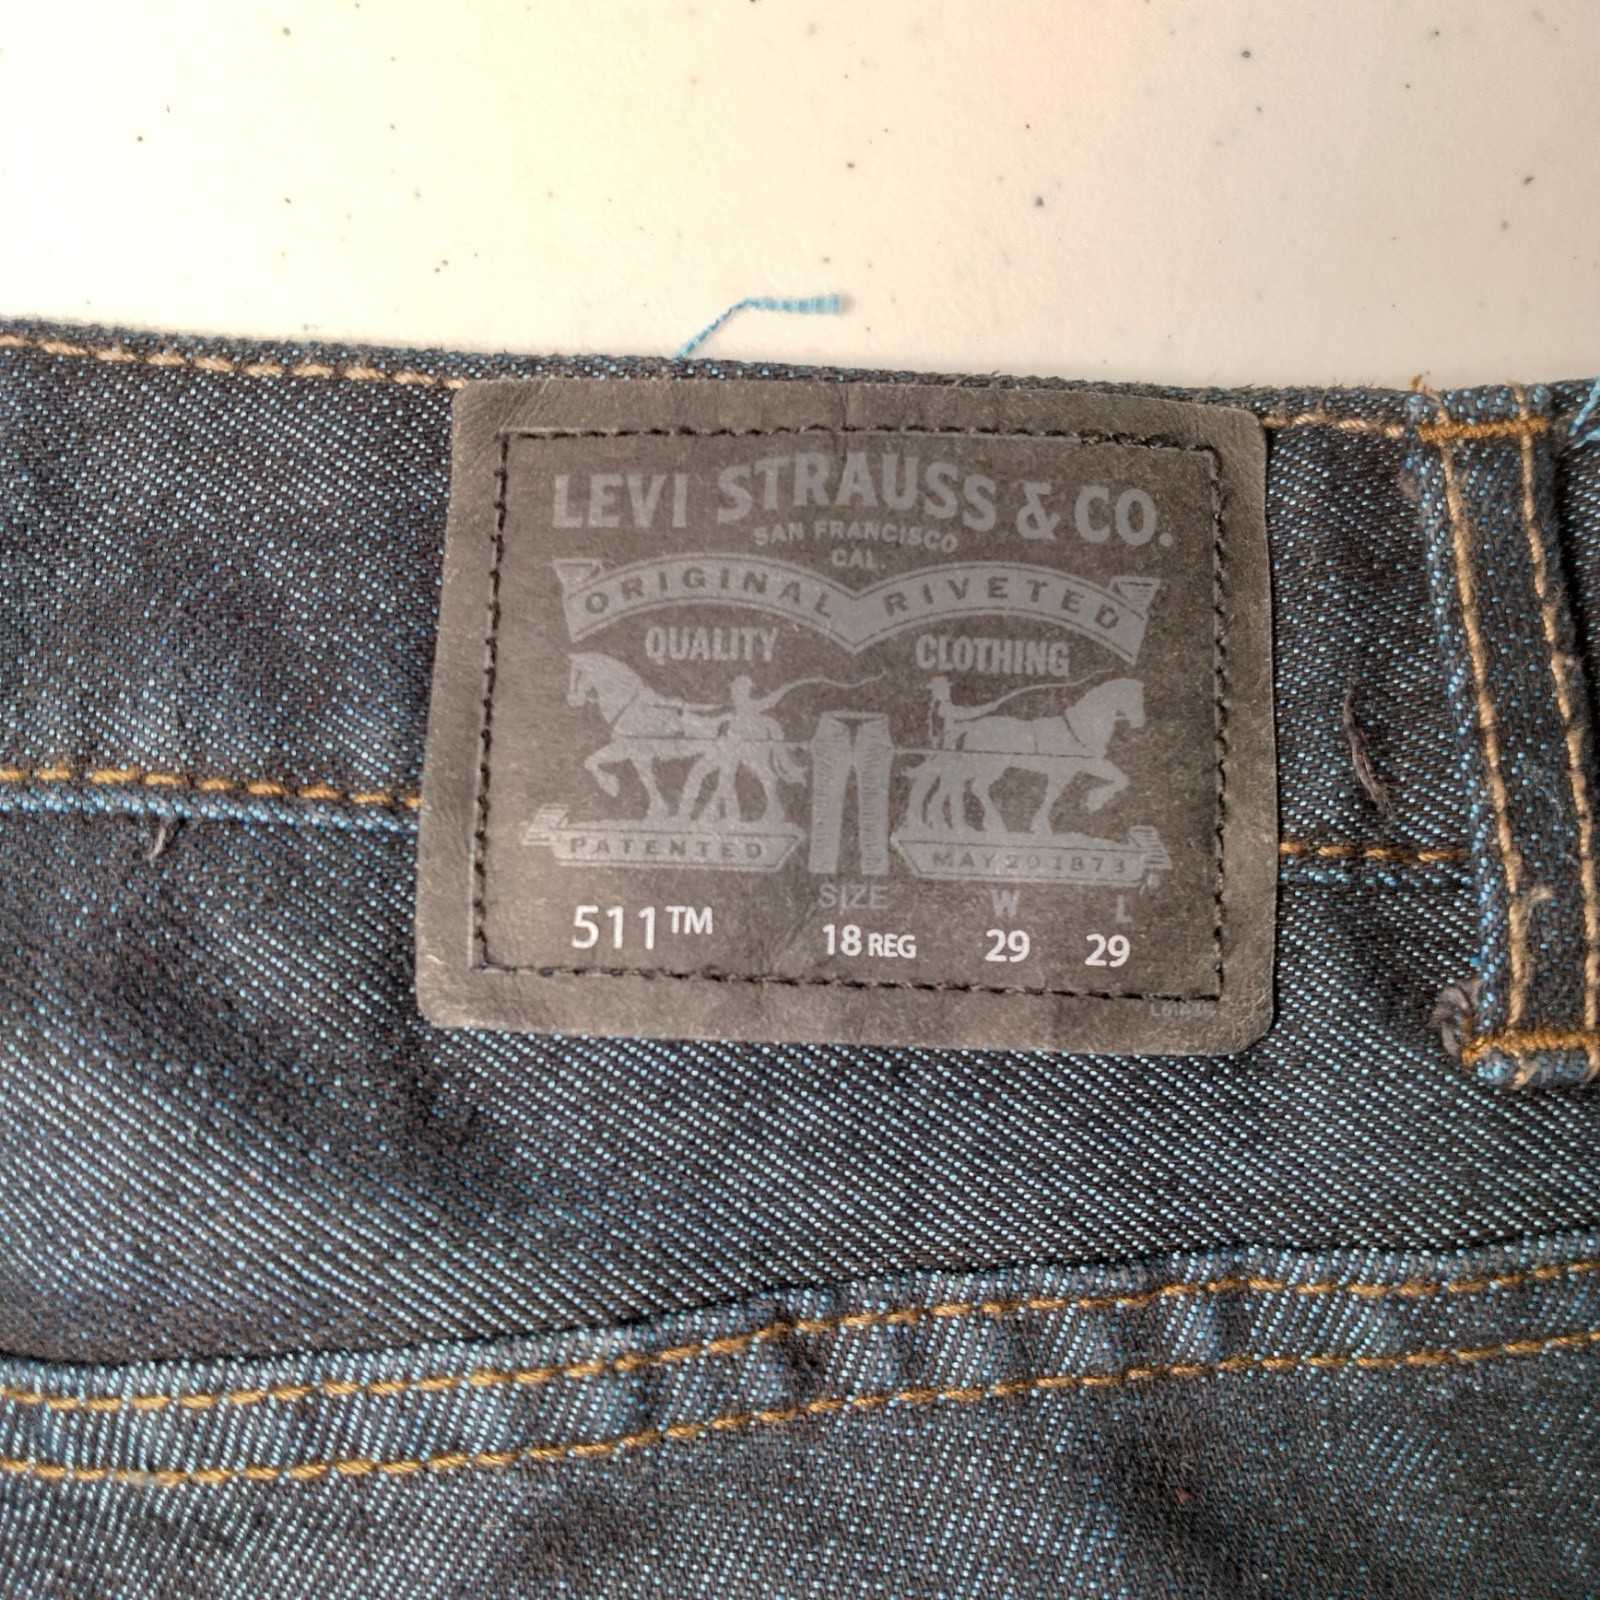 LEVI STRAUSS & CO.
SAN FRANCISCO
CAL.
ORIGINAL RIVETED
QUALITY CLOTHING
PATENTED MAY 20 1873
SIZE W L
511™ 18 REG 29 29